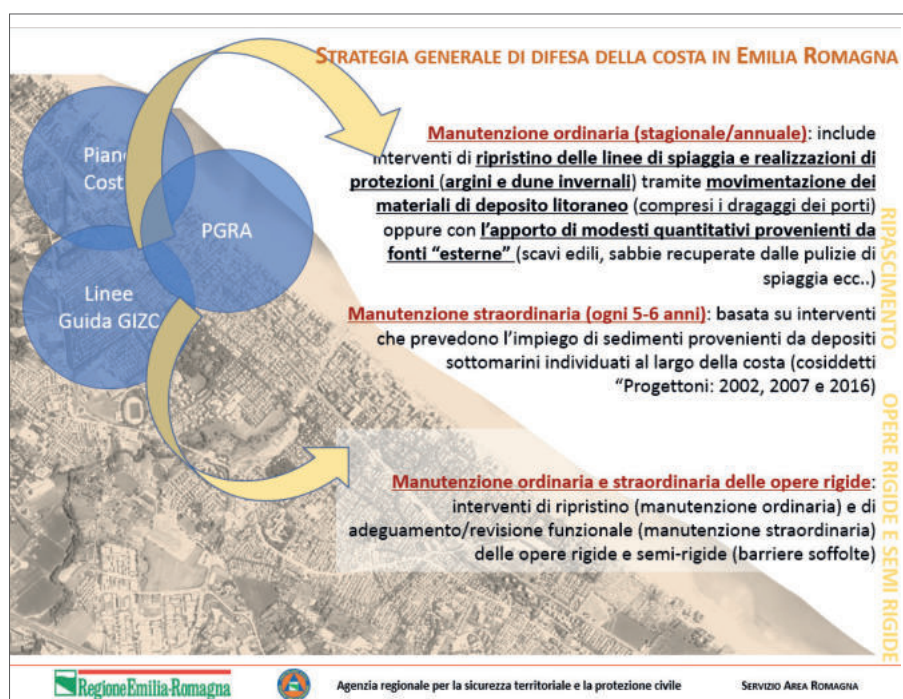 STRATEGIA GENERALE DI DIFESA DELLA COSTA IN EMILIA ROMAGNA
Piano
Cost
PGRA
Linee
Guida GIZC
Manutenzione ordinaria (stagionale/annuale): include
interventi di ripristino delle linee di spiaggia e realizzazioni di
protezioni (argini e dune invernali) tramite movimentazione dei
materiali di deposito litoraneo (compresi i dragaggi dei porti)
oppure con l'apporto di modesti quantitativi provenienti da
fonti "esterne" (scavi edili, sabbie recuperate dalle pulizie di
spiaggia ecc..)
Manutenzione straordinaria (ogni 5-6 anni): basata su interventi
che prevedono l'impiego di sedimenti provenienti da depositi
sottomarini individuati al largo della costa (cosiddetti
"Progettoni: 2002, 2007 e 2016)
RIPASCIMENTO
Manutenzione ordinaria e straordinaria delle opere rigide:
interventi di ripristino (manutenzione ordinaria) e di
adeguamento/revisione funzionale (manutenzione straordinaria)
delle opere rigide e semi-rigide (barriere soffolte)
OPERE RIGIDE E SEMI RIGIDE
RegioneEmilia-Romagna
Agenzia regionale per la sicurezza territoriale e la protezione civile
SERVIZIO AREA ROMAGNA